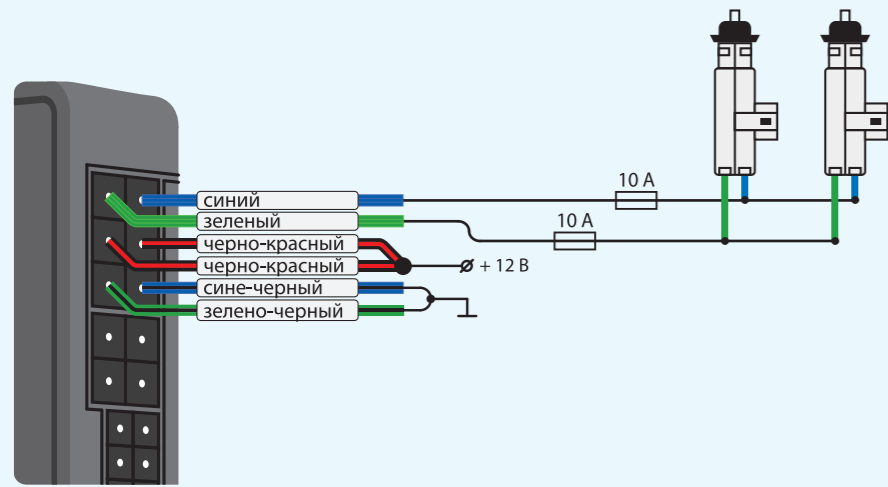 10 А
синий
10 А
зеленый
черно-красный
черно-красный
+ 12 В
сине-черный
зелено-черный